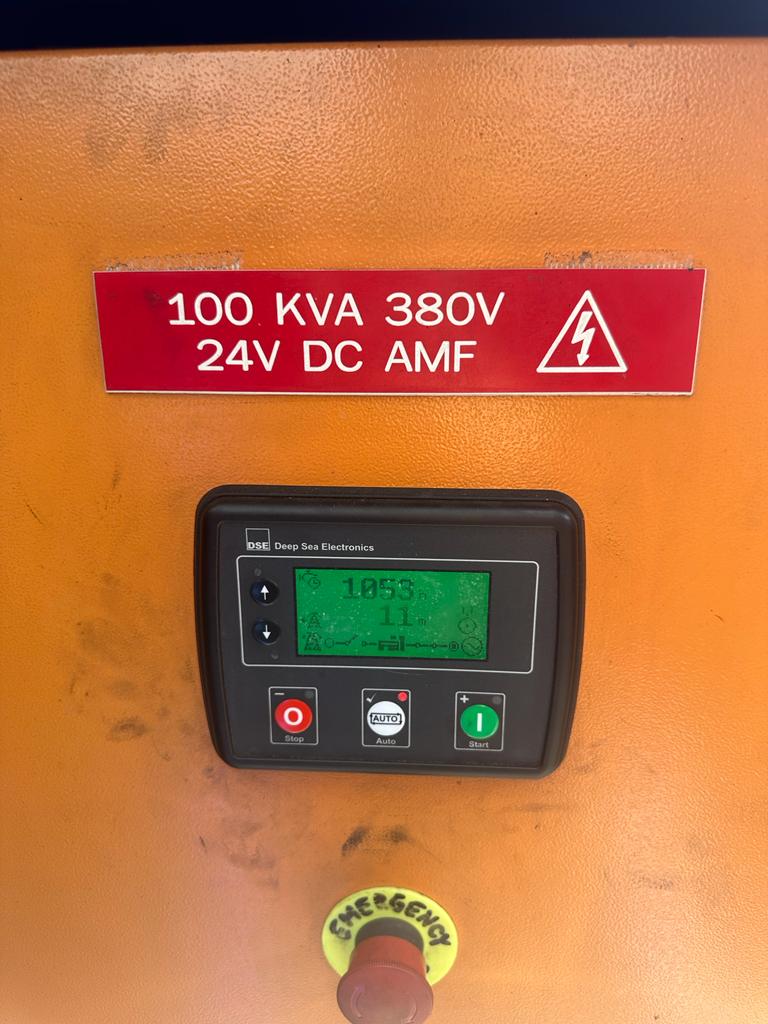 100 KVA 380V
24V DC AMF
DSE Deep Sea Electronics
1053 h
11 m
Stop
AUTO
Auto
Start
EMERGENCY